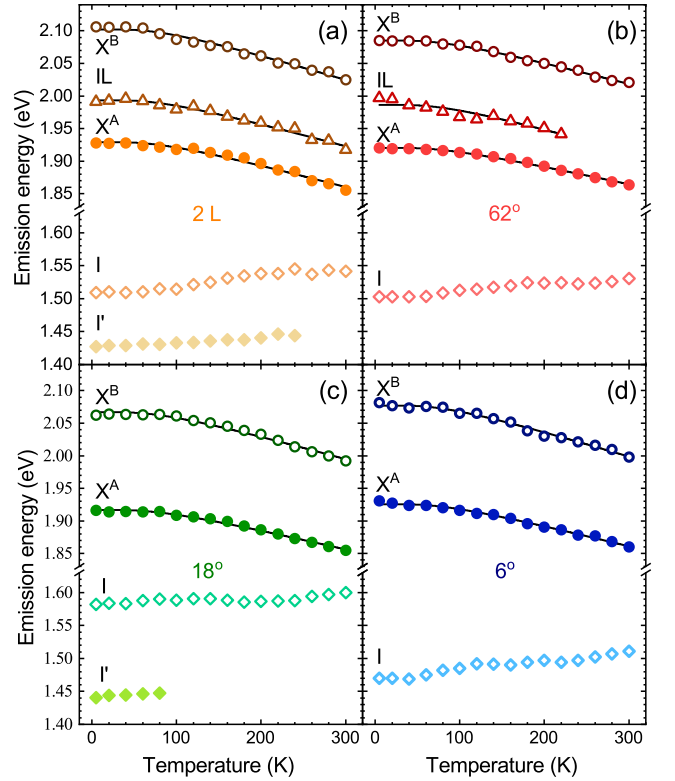 (a)
(b)
2.10
2.05
2.00
1.95
1.90
1.85
1.60
1.55
1.50
1.45
1.40
Emission energy (eV)
X^B
IL
X^A
2 L
I
I'
X^B
IL
X^A
62°
I
(c)
(d)
2.10
2.05
2.00
1.95
1.90
1.85
1.60
1.55
1.50
1.45
1.40
Emission energy (eV)
X^B
X^A
18°
I
I'
X^B
X^A
6°
I
0 100 200 300 0 100 200 300
Temperature (K) Temperature (K)